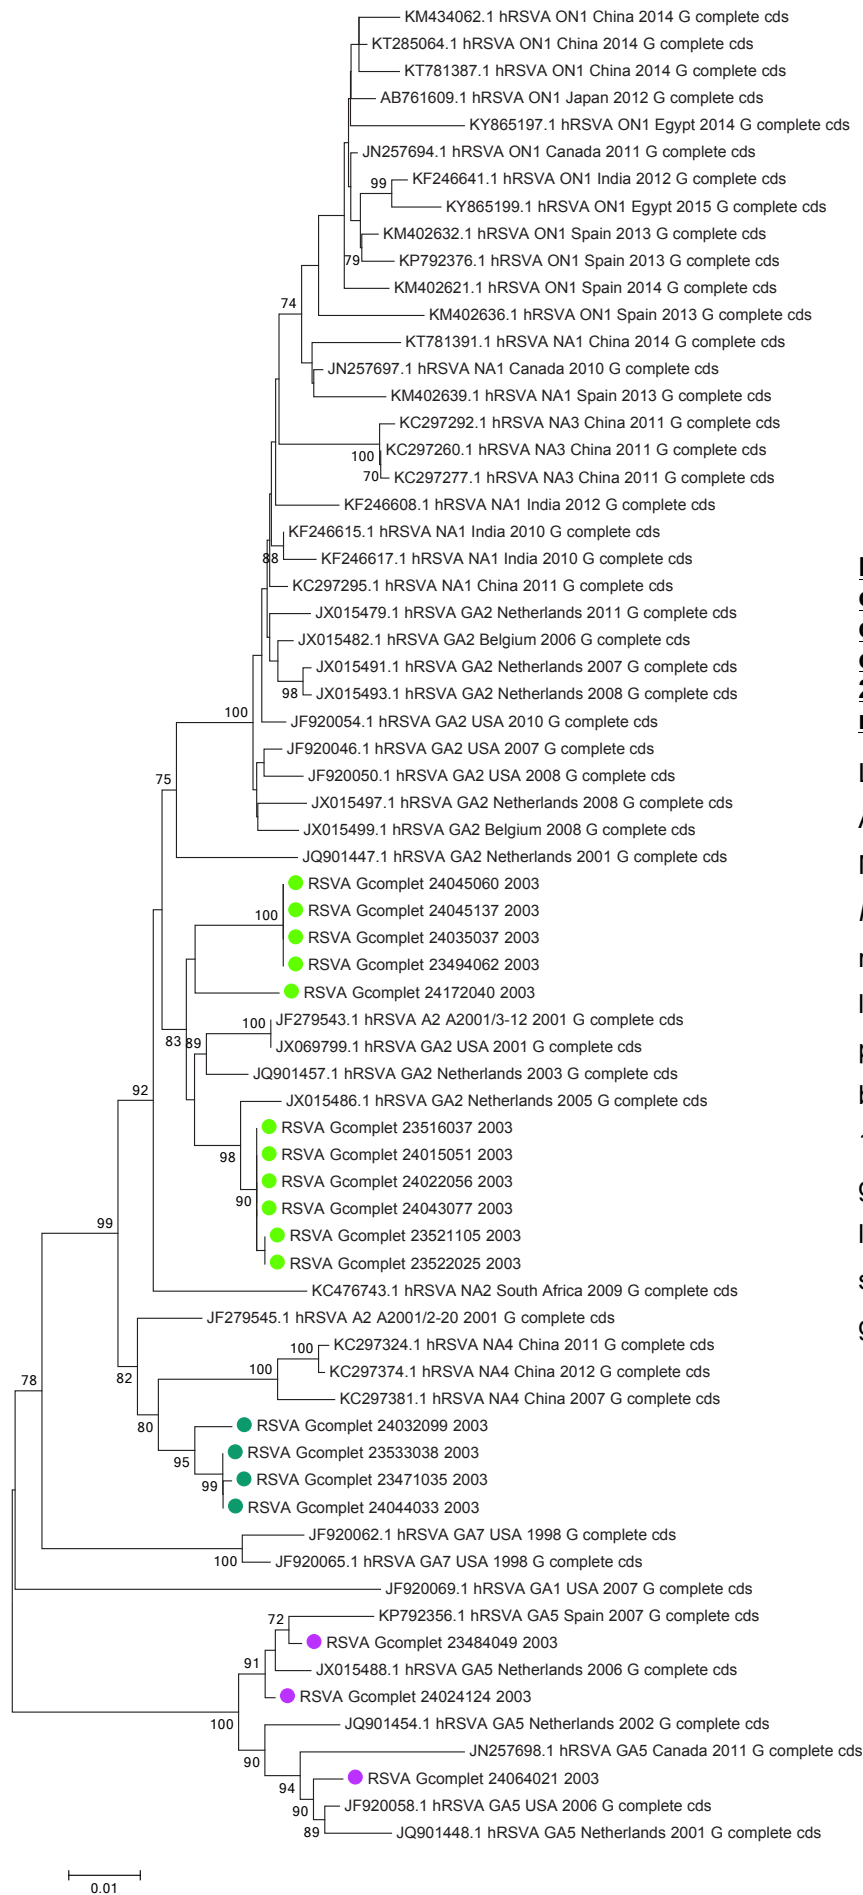 KM434062.1 hRSVA ON1 China 2014 G complete cds
KT285064.1 hRSVA ON1 China 2014 G complete cds
KT781387.1 hRSVA ON1 China 2014 G complete cds
AB761609.1 hRSVA ON1 Japan 2012 G complete cds
KY865197.1 hRSVA ON1 Egypt 2014 G complete cds
JN257694.1 hRSVA ON1 Canada 2011 G complete cds
99 KF246641.1 hRSVA ON1 India 2012 G complete cds
KY865199.1 hRSVA ON1 Egypt 2015 G complete cds
KM402632.1 hRSVA ON1 Spain 2013 G complete cds
79 KP792376.1 hRSVA ON1 Spain 2013 G complete cds
KM402621.1 hRSVA ON1 Spain 2014 G complete cds
74
KM402636.1 hRSVA ON1 Spain 2013 G complete cds
KT781391.1 hRSVA NA1 China 2014 G complete cds
JN257697.1 hRSVA NA1 Canada 2010 G complete cds
KM402639.1 hRSVA NA1 Spain 2013 G complete cds
KC297292.1 hRSVA NA3 China 2011 G complete cds
100 KC297260.1 hRSVA NA3 China 2011 G complete cds
70 KC297277.1 hRSVA NA3 China 2011 G complete cds
KF246608.1 hRSVA NA1 India 2012 G complete cds
KF246615.1 hRSVA NA1 India 2010 G complete cds
88 KF246617.1 hRSVA NA1 India 2010 G complete cds
KC297295.1 hRSVA NA1 China 2011 G complete cds
JX015479.1 hRSVA GA2 Netherlands 2011 G complete cds
JX015482.1 hRSVA GA2 Belgium 2006 G complete cds
JX015491.1 hRSVA GA2 Netherlands 2007 G complete cds
98 JX015493.1 hRSVA GA2 Netherlands 2008 G complete cds
100
JF920054.1 hRSVA GA2 USA 2010 G complete cds
JF920046.1 hRSVA GA2 USA 2007 G complete cds
75 JF920050.1 hRSVA GA2 USA 2008 G complete cds
JX015497.1 hRSVA GA2 Netherlands 2008 G complete cds
JX015499.1 hRSVA GA2 Belgium 2008 G complete cds
JQ901447.1 hRSVA GA2 Netherlands 2001 G complete cds
RSVA Gcomplet 24045060 2003
100 RSVA Gcomplet 24045137 2003
RSVA Gcomplet 24035037 2003
RSVA Gcomplet 23494062 2003
RSVA Gcomplet 24172040 2003
100 JF279543.1 hRSVA A2 A2001/3-12 2001 G complete cds
83 89 JX069799.1 hRSVA GA2 USA 2001 G complete cds
JQ901457.1 hRSVA GA2 Netherlands 2003 G complete cds
92
JX015486.1 hRSVA GA2 Netherlands 2005 G complete cds
RSVA Gcomplet 23516037 2003
98 RSVA Gcomplet 24015051 2003
RSVA Gcomplet 24022056 2003
90 RSVA Gcomplet 24043077 2003
99 RSVA Gcomplet 23521105 2003
RSVA Gcomplet 23522025 2003
KC476743.1 hRSVA NA2 South Africa 2009 G complete cds
JF279545.1 hRSVA A2 A2001/2-20 2001 G complete cds
100 KC297324.1 hRSVA NA4 China 2011 G complete cds
82 100 KC297374.1 hRSVA NA4 China 2012 G complete cds
78
KC297381.1 hRSVA NA4 China 2007 G complete cds
80 RSVA Gcomplet 24032099 2003
95 RSVA Gcomplet 23533038 2003
99 RSVA Gcomplet 23471035 2003
RSVA Gcomplet 24044033 2003
JF920062.1 hRSVA GA7 USA 1998 G complete cds
100 JF920065.1 hRSVA GA7 USA 1998 G complete cds
JF920069.1 hRSVA GA1 USA 2007 G complete cds
72 KP792356.1 hRSVA GA5 Spain 2007 G complete cds
RSVA Gcomplet 23484049 2003
91 JX015488.1 hRSVA GA5 Netherlands 2006 G complete cds
RSVA Gcomplet 24024124 2003
100
JQ901454.1 hRSVA GA5 Netherlands 2002 G complete cds
90 JN257698.1 hRSVA GA5 Canada 2011 G complete cds
94 RSVA Gcomplet 24064021 2003
90 JF920058.1 hRSVA GA5 USA 2006 G complete cds
89 JQ901448.1 hRSVA GA5 Netherlands 2001 G complete cds
0.01